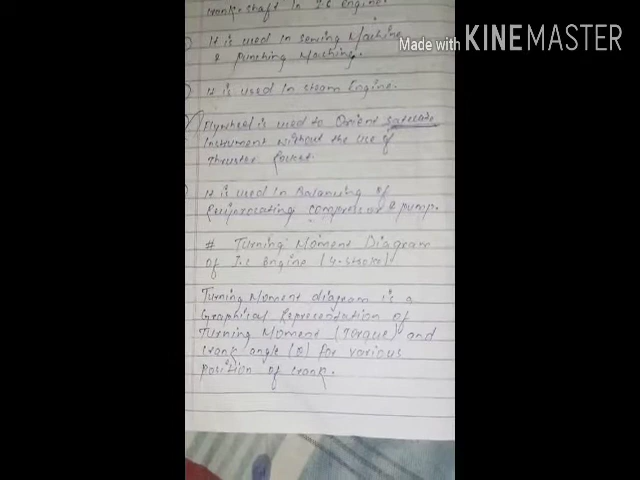 crank-shaft in I.C Engine.
It is used in sewing Machine
& punching Machine.
Made with KINEMASTER
It is used in steam Engine.
Flywheel is used to Orient satellite
instrument without the use of
thruster
It is used in Balancing of
Reciprocating compressor & pump.
# Turning Moment Diagram
of I.C engine (4-stroke)
Turning Moment diagram is a
Graphical Representation of
Turning Moment (Torque) and
crank angle (θ) for various
position of crank.